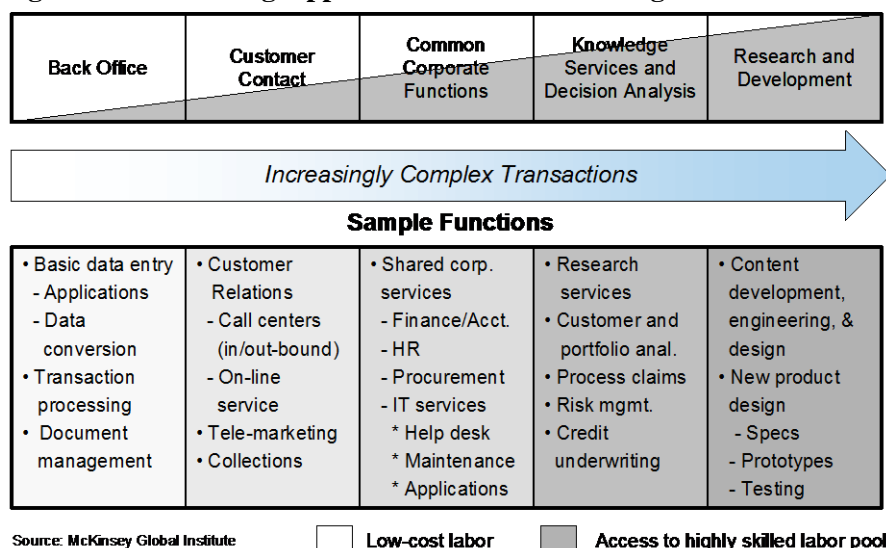 Back Office
Customer
Contact
Common
Corporate
Functions
Knowledge
Services and
Decision Analysis
Research and
Development
Increasingly Complex Transactions
Sample Functions
• Basic data entry
- Applications
- Data
conversion
• Transaction
processing
• Document
management
• Customer
Relations
- Call centers
(in/out-bound)
- On-line
service
• Tele-marketing
• Collections
• Shared corp.
services
- Finance/Acct.
- HR
- Procurement
- IT services
* Help desk
* Maintenance
* Applications
• Research
services
• Customer and
portfolio anal.
• Process claims
• Risk mgmt.
• Credit
underwriting
• Content
development,
engineering, &
design
• New product
design
- Specs
- Prototypes
- Testing
Source: McKinsey Global Institute
Low-cost labor
Access to highly skilled labor pool